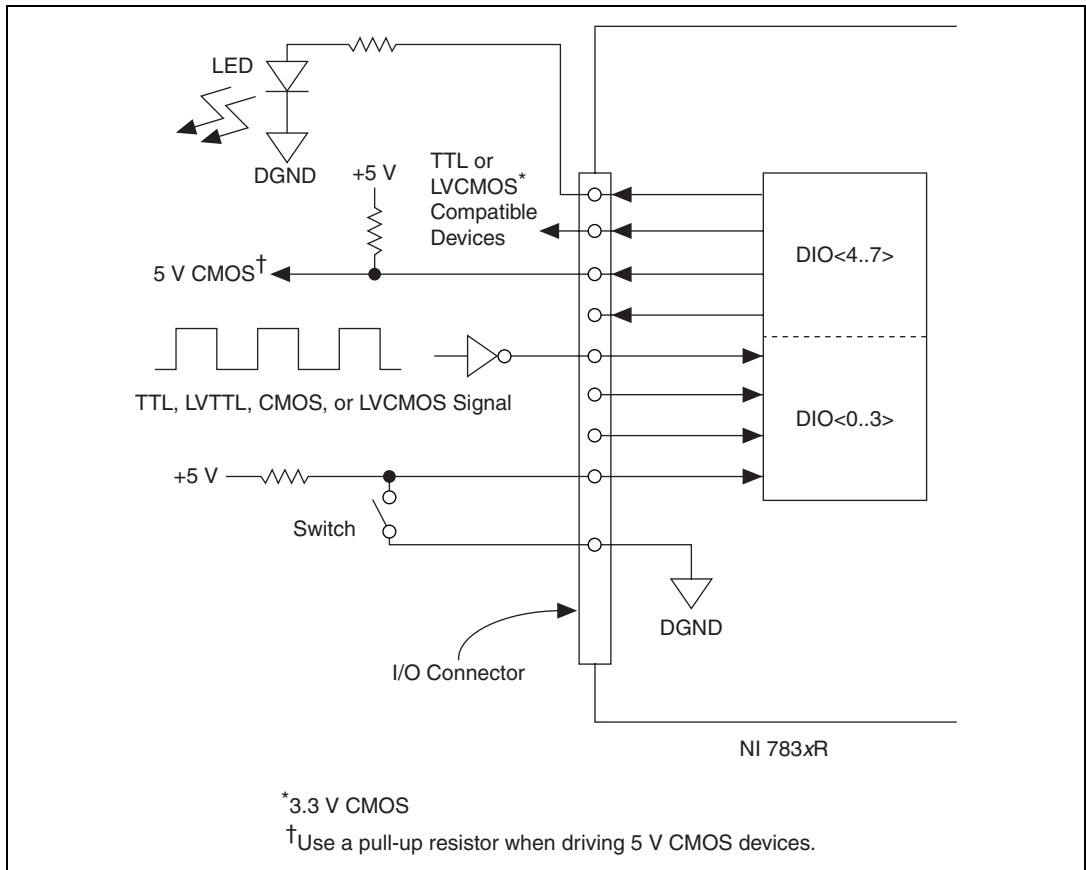 LED
DGND
+5 V
TTL or
LVCMOS*
Compatible
Devices
5 V CMOS†
DIO<4..7>
TTL, LVTTL, CMOS, or LVCMOS Signal
DIO<0..3>
+5 V
Switch
DGND
I/O Connector
NI 783xR
*3.3 V CMOS
†Use a pull-up resistor when driving 5 V CMOS devices.